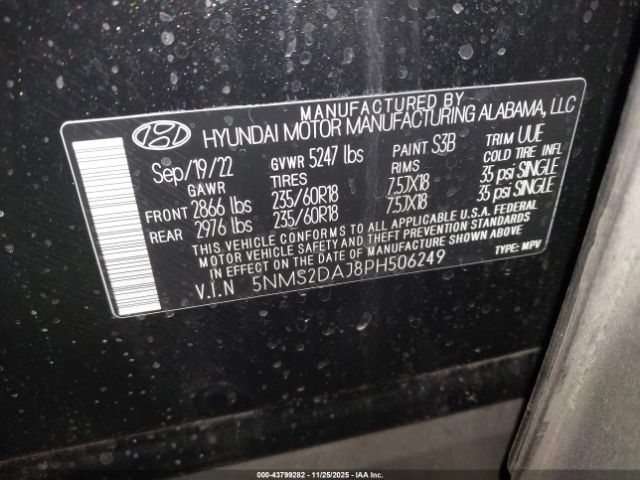 MANUFACTURED BY
HYUNDAI MOTOR MANUFACTURING ALABAMA, LLC
Sep/19/22 GVWR 5247 lbs PAINT S3B TRIM UUE
GAWR TIRES RIMS COLD TIRE INFL
FRONT 2866 lbs 235/60R18 7.5JX18 35 psi SINGLE
REAR 2976 lbs 235/60R18 7.5JX18 35 psi SINGLE
THIS VEHICLE CONFORMS TO ALL APPLICABLE U.S.A. FEDERAL
MOTOR VEHICLE SAFETY AND THEFT PREVENTION STANDARDS
IN EFFECT ON THE DATE OF MANUFACTURE SHOWN ABOVE
V.I.N 5NMS2DAJ8PH506249 TYPE: MPV
000-43799282 — 11/25/2025 — IAA Inc.